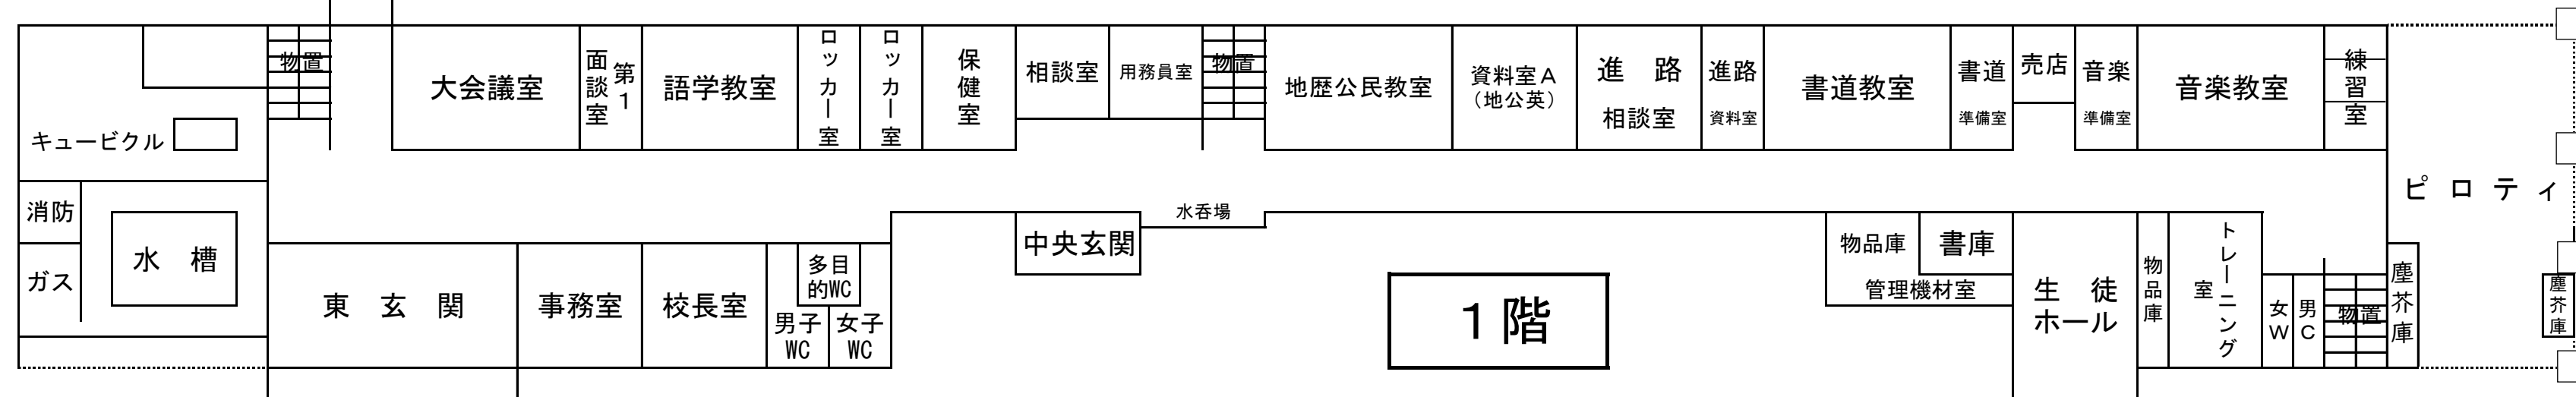 物置
大会議室
面談室
第1
語学教室
ロッカー室
ロッカー室
保健室
相談室
用務員室
物置
地歴公民教室
資料室A
(地公英)
進 路
相談室
進路
資料室
書道教室
書道
準備室
売店
音楽
準備室
音楽教室
練習室
キュービクル
消防
ガス
水 槽
水呑場
ピロティ
中央玄関
東 玄 関
事務室
校長室
多目
的WC
男子
WC
女子
WC
1階
物品庫
書庫
管理機材室
生 徒
ホール
物品庫
トレーニング
室
女 男
W C
物置
塵芥庫
塵芥庫